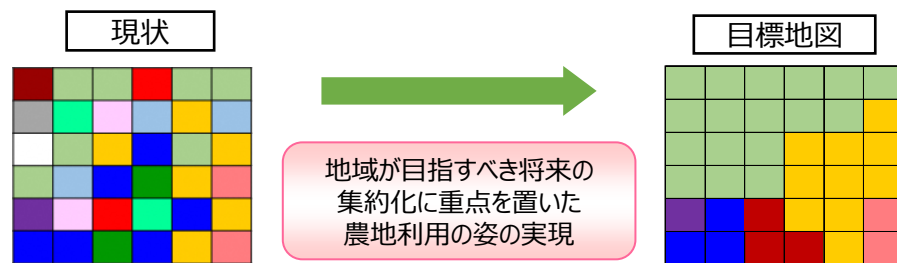 現状
目標地図
地域が目指すべき将来の
集約化に重点を置いた
農地利用の姿の実現